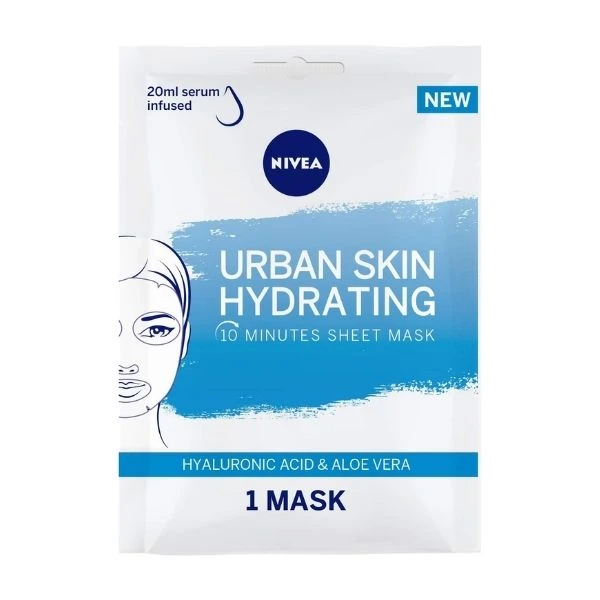 20ml serum
infused
NEW
NIVEA
URBAN SKIN
HYDRATING
10 MINUTES SHEET MASK
HYALURONIC ACID & ALOE VERA
1 MASK